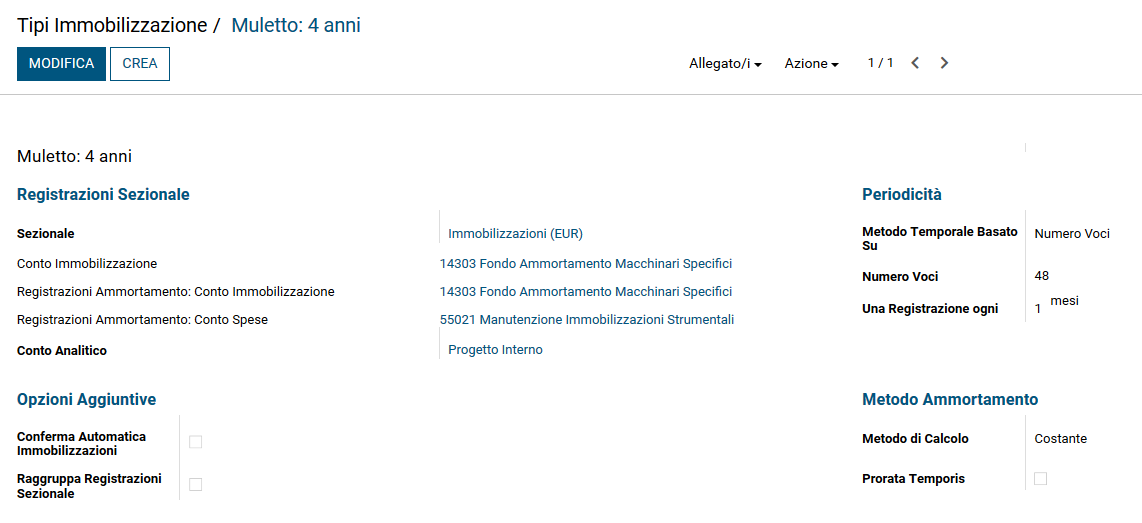 Tipi Immobilizzazione / Muletto: 4 anni
MODIFICA CREA Allegato/i Azione 1 / 1
Muletto: 4 anni
Registrazioni Sezionale
Sezionale Immobilizzazioni (EUR)
Conto Immobilizzazione 14303 Fondo Ammortamento Macchinari Specifici
Registrazioni Ammortamento: Conto Immobilizzazione 14303 Fondo Ammortamento Macchinari Specifici
Registrazioni Ammortamento: Conto Spese 55021 Manutenzione Immobilizzazioni Strumentali
Conto Analitico Progetto Interno
Periodicità
Metodo Temporale Basato
Su
Numero Voci
Numero Voci 48
Una Registrazione ogni 1 mesi
Opzioni Aggiuntive
Conferma Automatica
Immobilizzazioni
Raggruppa Registrazioni
Sezionale
Metodo Ammortamento
Metodo di Calcolo Costante
Prorata Temporis